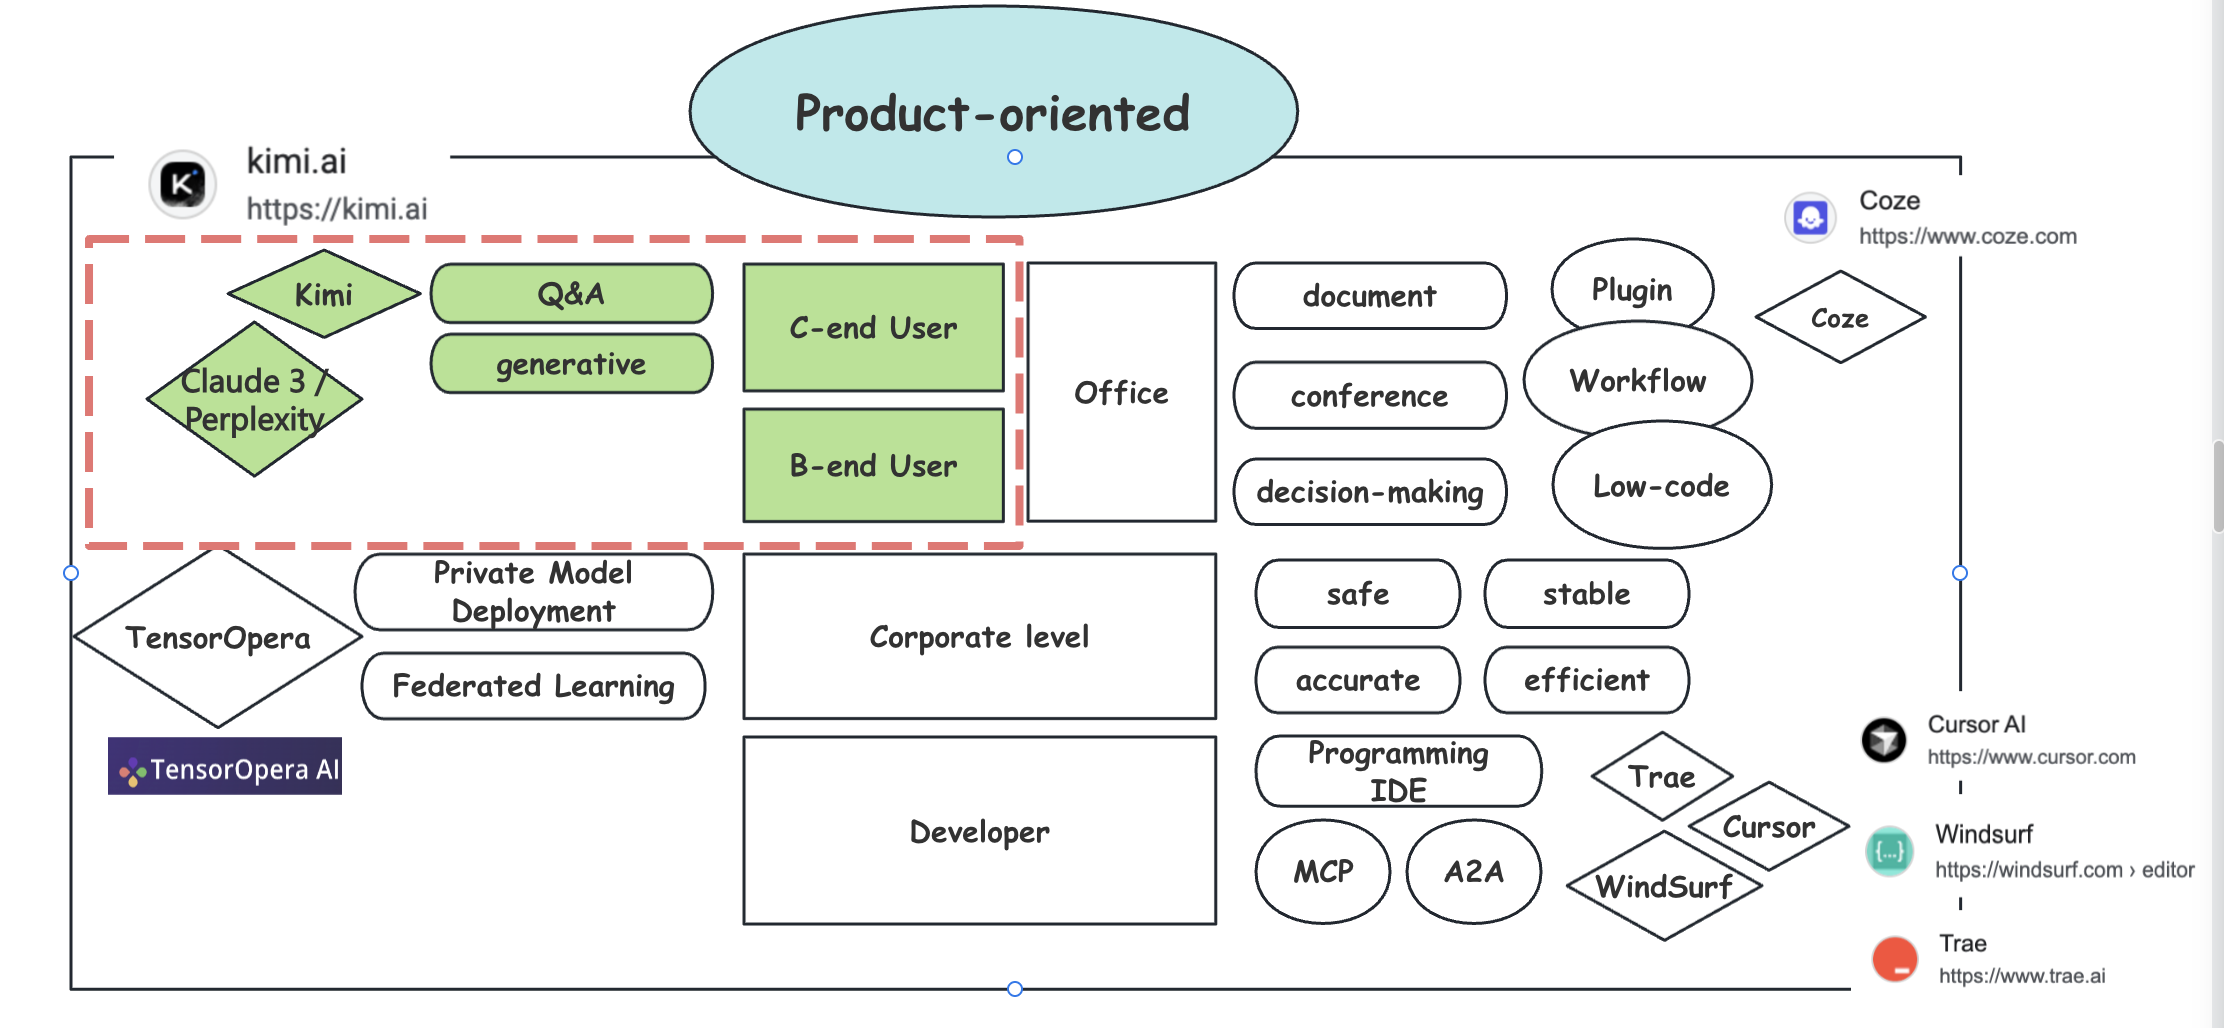 Product-oriented
kimi.ai
https://kimi.ai
Coze
https://www.coze.com
Kimi
Q&A
C-end User
Claude 3 /
Perplexity
generative
B-end User
Office
document
conference
decision-making
Plugin
Workflow
Low-code
Coze
TensorOpera
Private Model
Deployment
Federated Learning
Corporate level
safe
stable
accurate
efficient
TensorOpera AI
Developer
Programming
IDE
MCP
A2A
Trae
Cursor
WindSurf
Cursor AI
https://www.cursor.com
Windsurf
https://windsurf.com › editor
Trae
https://www.trae.ai